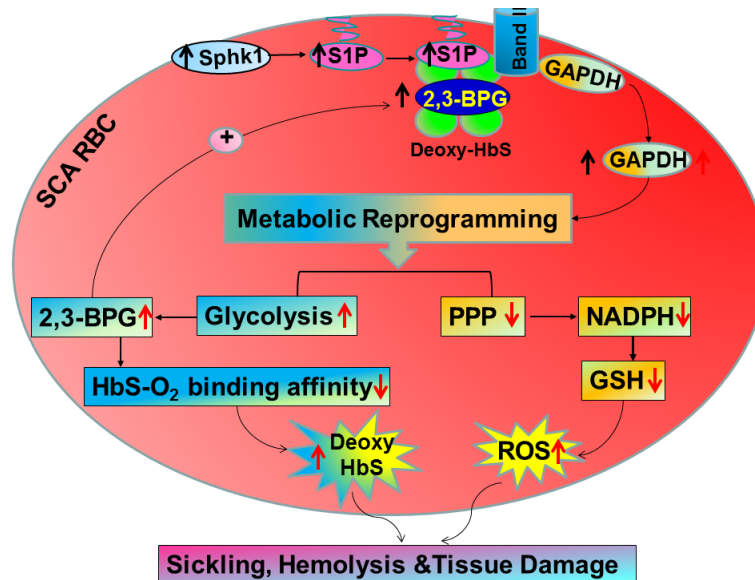 Sphk1
S1P
S1P
Band II
GAPDH
2,3-BPG
Deoxy-HbS
GAPDH
+
SCA RBC
Metabolic Reprogramming
2,3-BPG
Glycolysis
PPP
NADPH
HbS-O₂ binding affinity
GSH
Deoxy
HbS
ROS
Sickling, Hemolysis &Tissue Damage